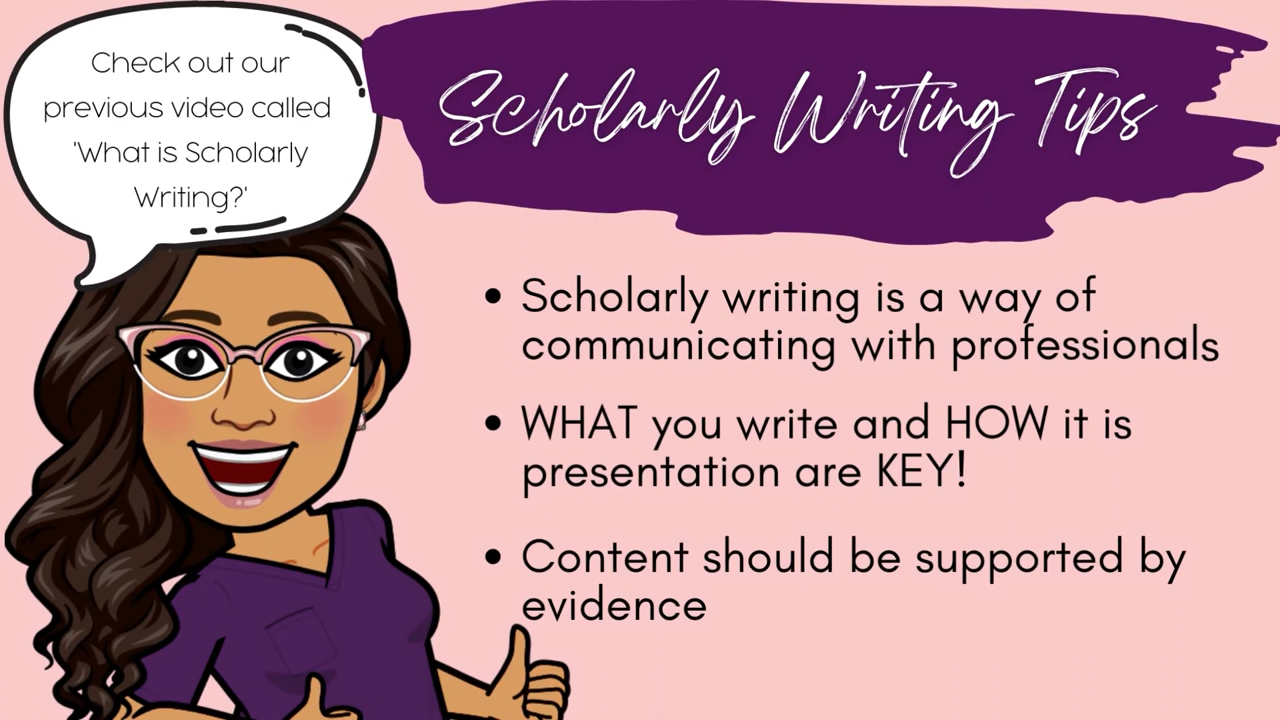 Check out our
previous video called
'What is Scholarly
Writing?'
Scholarly Writing Tips
• Scholarly writing is a way of
communicating with professionals
• WHAT you write and HOW it is
presentation are KEY!
• Content should be supported by
evidence